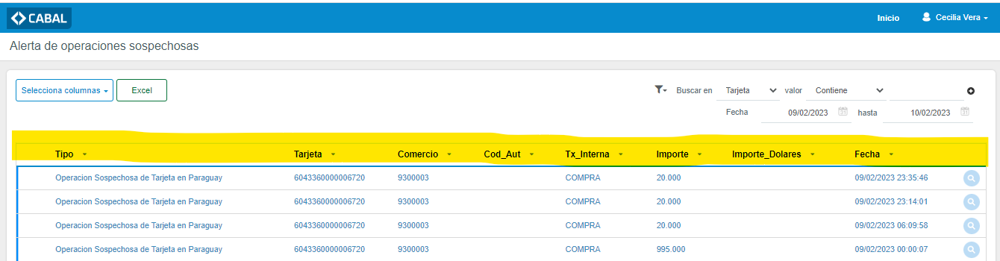 CABAL Inicio Cecilia Vera
Alerta de operaciones sospechosas
Selecciona columnas Excel Buscar en Tarjeta valor Contiene
Fecha 09/02/2023 31 hasta 10/02/2023 31
Tipo Tarjeta Comercio Cod_Aut Tx_Interna Importe Importe_Dolares Fecha
Operacion Sospechosa de Tarjeta en Paraguay 6043360000006720 9300003 COMPRA 20.000 09/02/2023 23:35:46
Operacion Sospechosa de Tarjeta en Paraguay 6043360000006720 9300003 COMPRA 20.000 09/02/2023 23:14:01
Operacion Sospechosa de Tarjeta en Paraguay 6043360000006720 9300003 COMPRA 20.000 09/02/2023 06:09:58
Operacion Sospechosa de Tarjeta en Paraguay 6043360000006720 9300003 COMPRA 995.000 09/02/2023 00:00:07